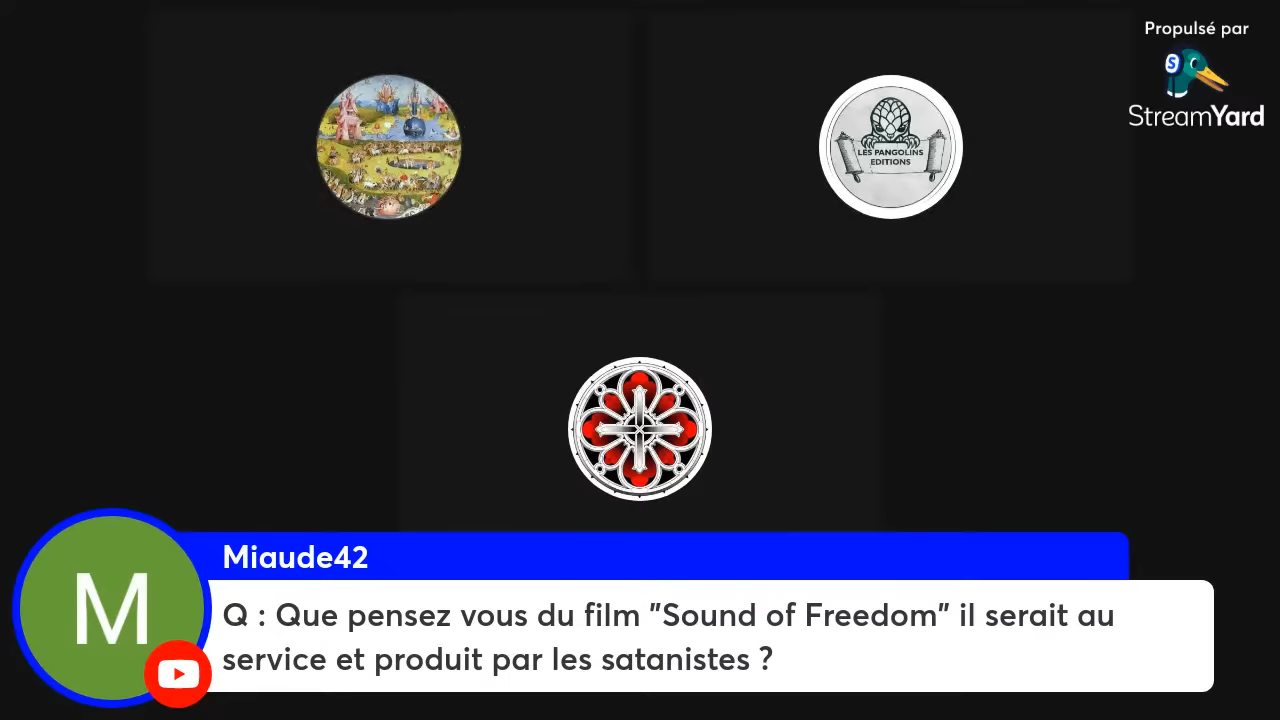 Propulsé par
S
StreamYard
LES PANGOLINS
EDITIONS
Miaude42
M
Q : Que pensez vous du film "Sound of Freedom" il serait au
service et produit par les satanistes ?